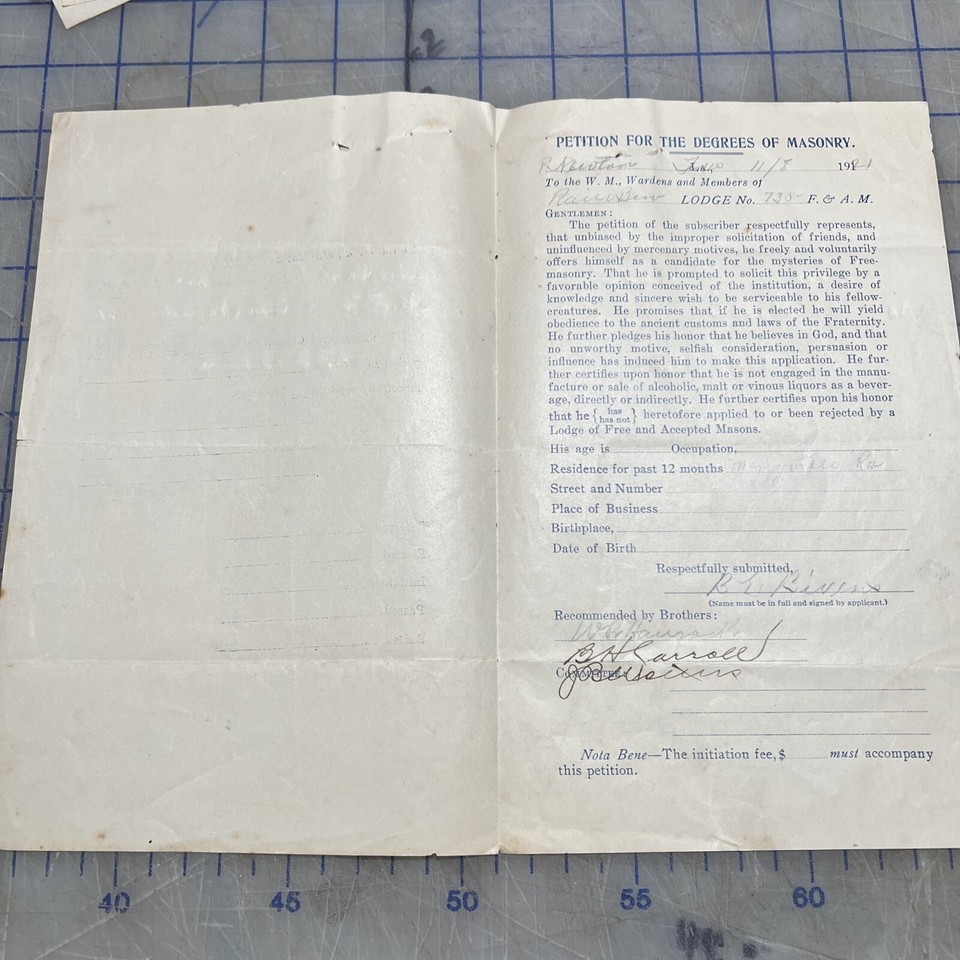 2
PETITION FOR THE DEGREES OF MASONRY.
Newton 11/8 1921
To the W. M., Wardens and Members of
LODGE No. 735 F. & A. M.
GENTLEMEN:
The petition of the subscriber respectfully represents,
that unbiased by the improper solicitation of friends, and
uninfluenced by mercenary motives, he freely and voluntarily
offers himself as a candidate for the mysteries of Free-
masonry. That he is prompted to solicit this privilege by a
favorable opinion conceived of the institution, a desire of
knowledge and sincere wish to be serviceable to his fellow-
creatures. He promises that if he is elected he will yield
obedience to the ancient customs and laws of the Fraternity.
He further pledges his honor that he believes in God, and that
no unworthy motive, selfish consideration, persuasion or
influence has induced him to make this application. He fur-
ther certifies upon honor that he is not engaged in the manu-
facture or sale of alcoholic, malt or vinous liquors as a bever-
age, directly or indirectly. He further certifies upon his honor
that he { has
has not } heretofore applied to or been rejected by a
Lodge of Free and Accepted Masons.
His age is Occupation,
Residence for past 12 months
Street and Number
Place of Business
Birthplace,
Date of Birth
Respectfully submitted,
R E Bivens
(Name must be in full and signed by applicant.)
Recommended by Brothers:
B H Carroll
COMMITTEE
Nota Bene—The initiation fee, $ must accompany
this petition.
40 45 50 55 60